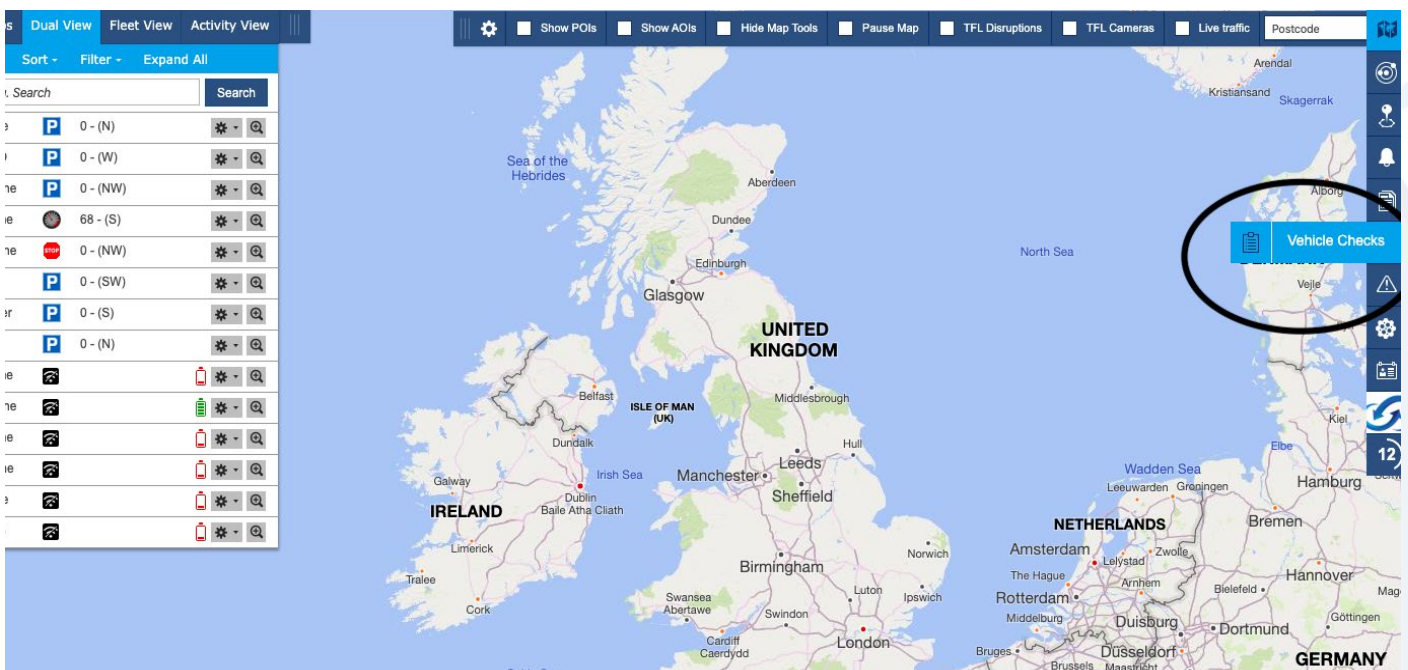 Dual View
Fleet View
Activity View
Show POIs
Show AOIs
Hide Map Tools
Pause Map
TFL Disruptions
TFL Cameras
Live traffic
Postcode
Sort
Filter
Expand All
Search
Search
0 - (N)
0 - (W)
0 - (NW)
68 - (S)
STOP
0 - (NW)
0 - (SW)
0 - (S)
0 - (N)
Vehicle Checks
12
Arendal
Kristiansand
Skagerrak
Sea of the
Hebrides
Aberdeen
Ålborg
Dundee
North Sea
Edinburgh
Vejle
Glasgow
UNITED
KINGDOM
Belfast
ISLE OF MAN
(UK)
Middlesbrough
Kiel
Dundalk
Hull
Elbe
Irish Sea
Leeds
Galway
Manchester
Wadden Sea
Hamburg
Leeuwarden
Groningen
Sheffield
Dublin
Baile Atha Cliath
IRELAND
NETHERLANDS
Bremen
Limerick
Norwich
Amsterdam
Zwolle
Lelystad
Birmingham
The Hague
Arnhem
Hannover
Tralee
Luton
Ipswich
Rotterdam
Bielefeld
Swansea
Abertawe
Swindon
Middelburg
Duisburg
Dortmund
Göttingen
Cork
Cardiff
Caerdydd
London
Bruges
Düsseldorf
Brussels
Maastricht
GERMANY